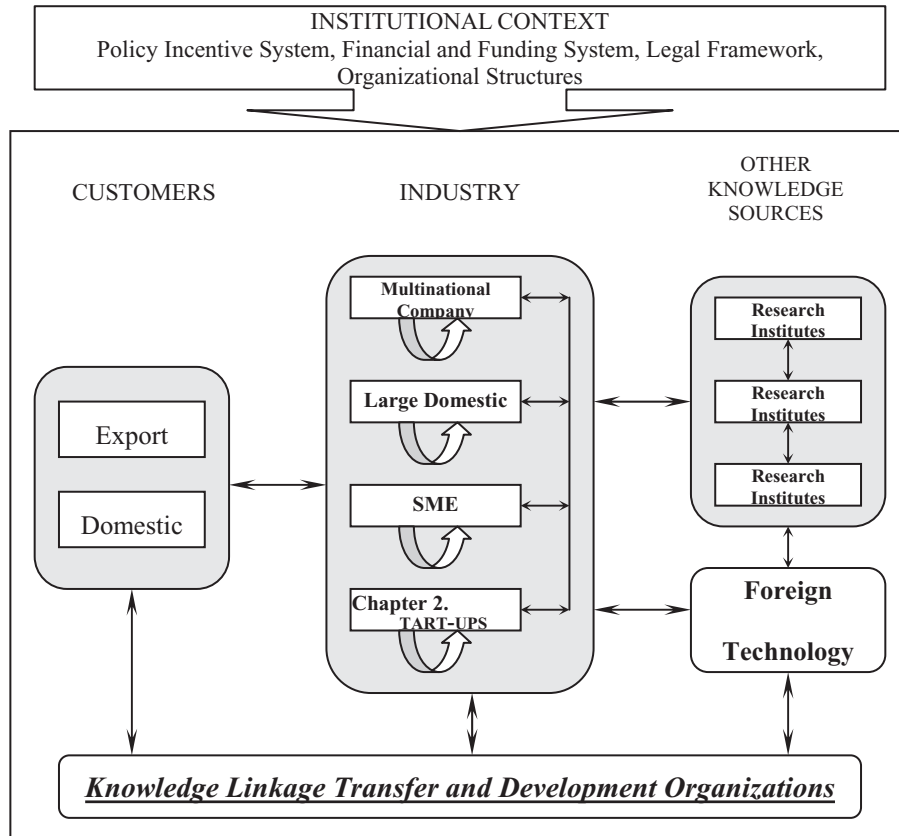 INSTITUTIONAL CONTEXT
Policy Incentive System, Financial and Funding System, Legal Framework,
Organizational Structures
CUSTOMERS
INDUSTRY
OTHER
KNOWLEDGE
SOURCES
Export
Domestic
Multinational
Company
Large Domestic
SME
Chapter 2.
TART-UPS
Research
Institutes
Research
Institutes
Research
Institutes
Foreign
Technology
Knowledge Linkage Transfer and Development Organizations